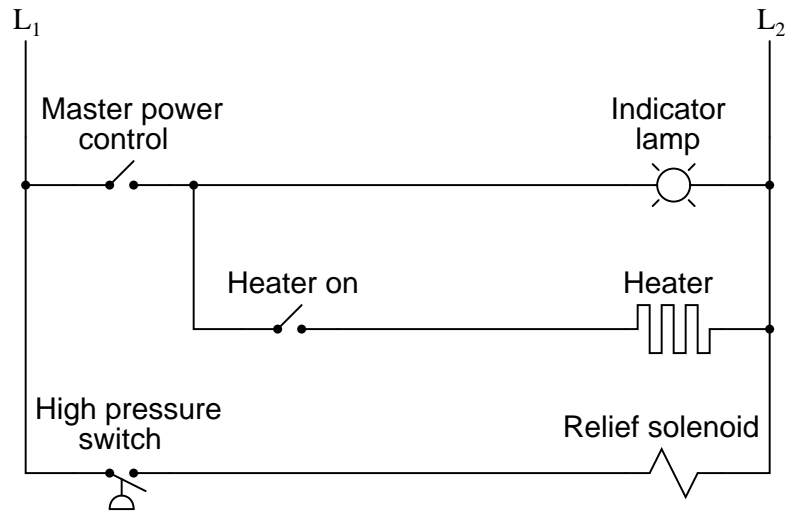 L₁
L₂
Master power
control
Indicator
lamp
Heater on
Heater
High pressure
switch
Relief solenoid